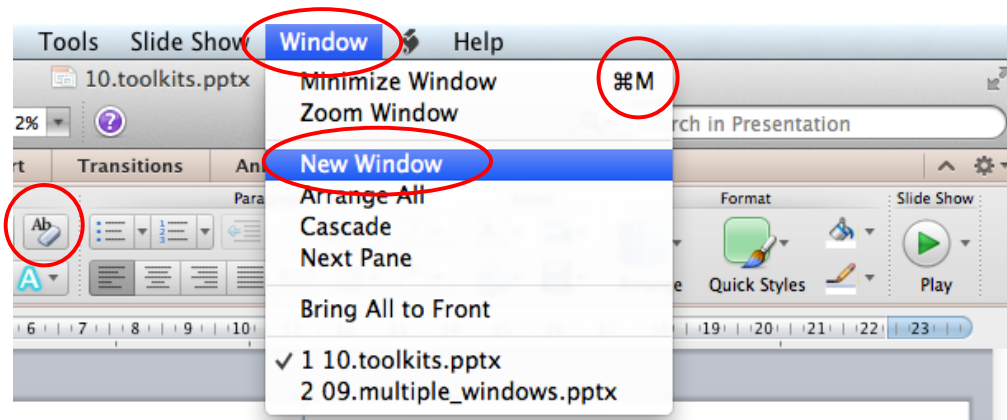 Tools Slide Show Window Help
10.toolkits.pptx Minimize Window ⌘M
2% Zoom Window rch in Presentation
Transitions New Window
Para Arrange All Format Slide Show
Ab Cascade
A Next Pane Quick Styles Play
Bring All to Front
6 7 8 9 10 19 20 21 22 23
✓ 1 10.toolkits.pptx
2 09.multiple_windows.pptx